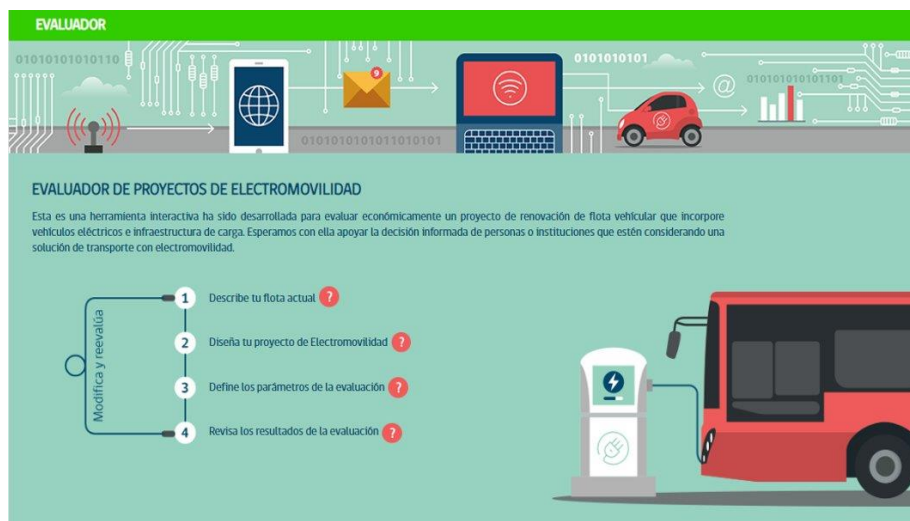 EVALUADOR
01010101010110
9
0101010101
@
010101010101101
0101010101011010101
EVALUADOR DE PROYECTOS DE ELECTROMOVILIDAD
Esta es una herramienta interactiva ha sido desarrollada para evaluar económicamente un proyecto de renovación de flota vehicular que incorpore
vehículos eléctricos e infraestructura de carga. Esperamos con ella apoyar la decisión informada de personas o instituciones que estén considerando una
solución de transporte con electromovilidad.
Modifica y reevalúa
1 Describe tu flota actual ?
2 Diseña tu proyecto de Electromovilidad ?
3 Define los parámetros de la evaluación ?
4 Revisa los resultados de la evaluación ?